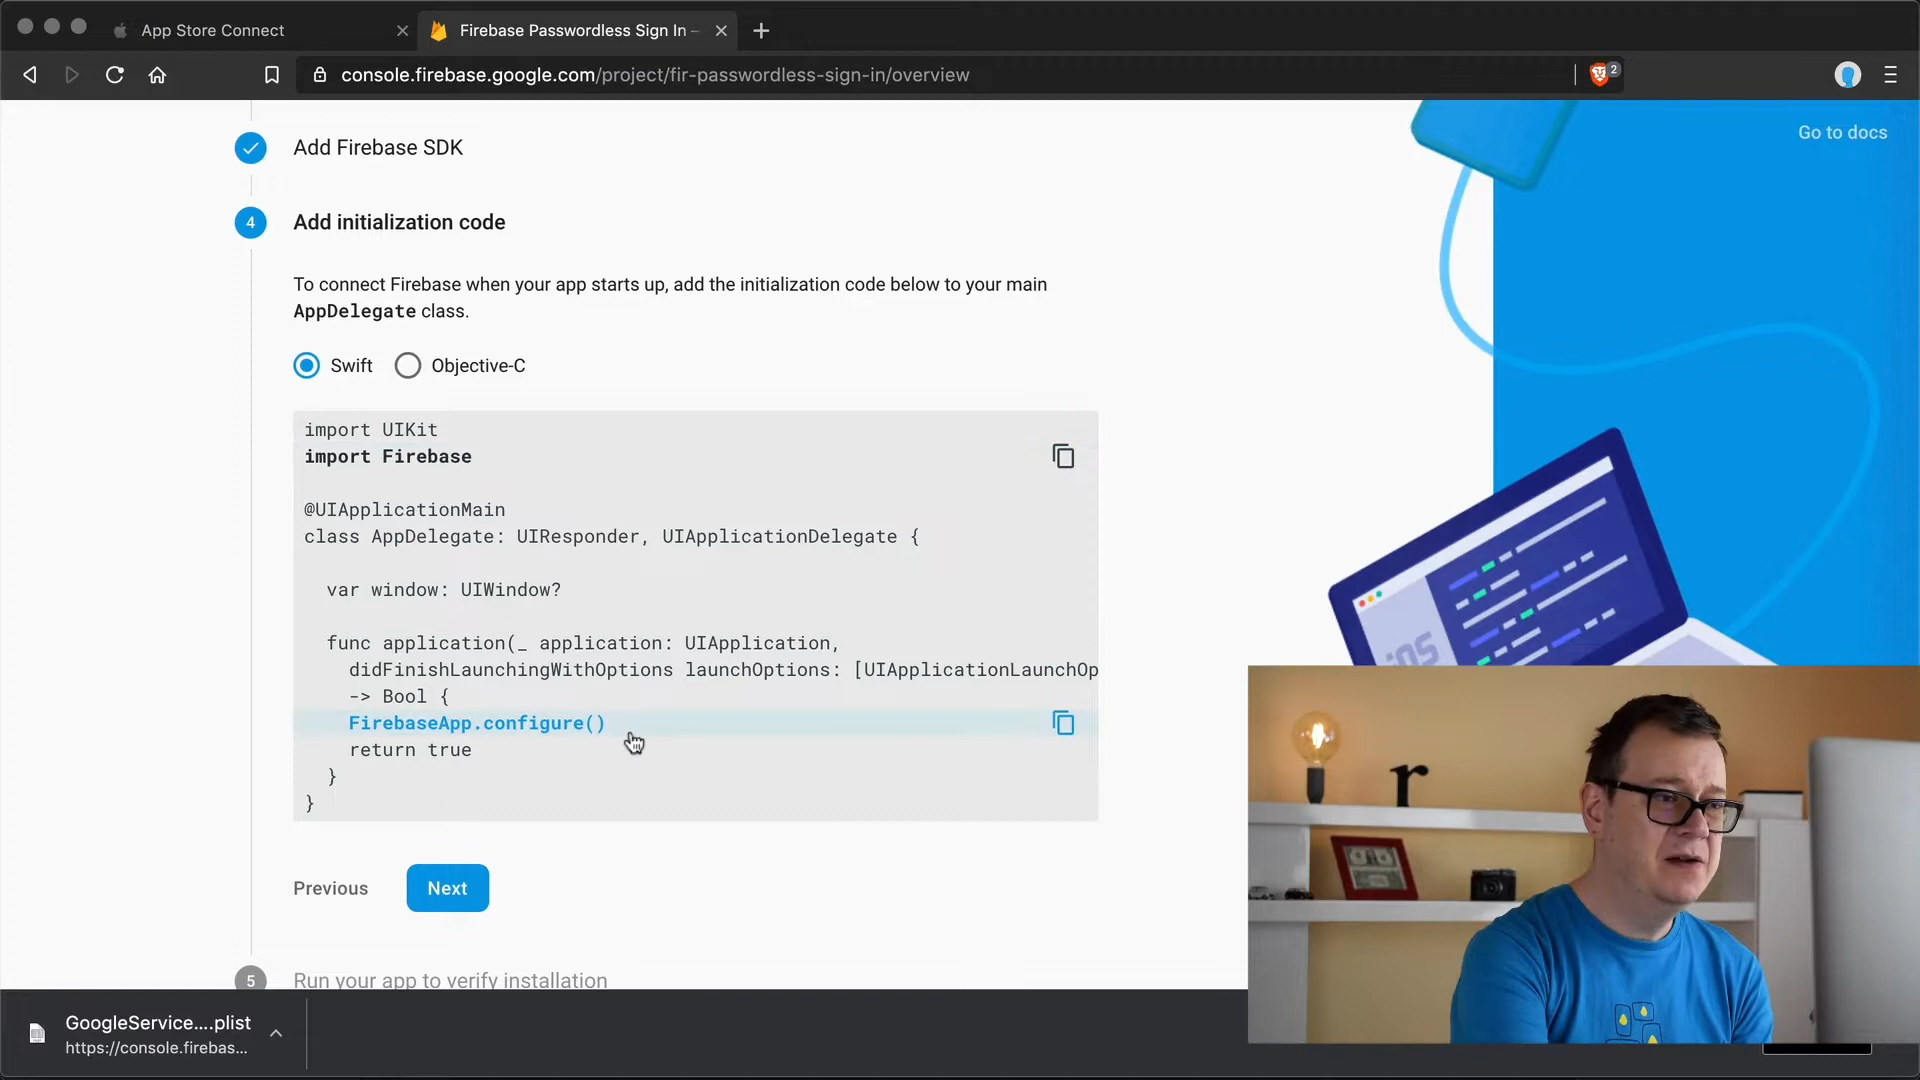 App Store Connect
Firebase Passwordless Sign In –
console.firebase.google.com/project/fir-passwordless-sign-in/overview
2
Go to docs
Add Firebase SDK
4
Add initialization code
To connect Firebase when your app starts up, add the initialization code below to your main
AppDelegate class.
Swift
Objective-C
import UIKit
import Firebase
@UIApplicationMain
class AppDelegate: UIResponder, UIApplicationDelegate {
var window: UIWindow?
func application(_ application: UIApplication,
didFinishLaunchingWithOptions launchOptions: [UIApplicationLaunchOp
-> Bool {
FirebaseApp.configure()
return true
}
}
iOS
Previous
Next
5
Run your app to verify installation
GoogleService....plist
https://console.firebas...
r